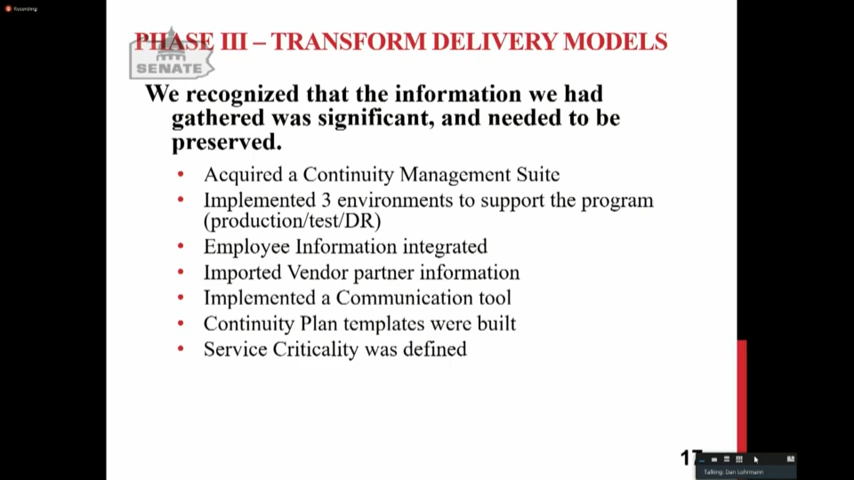 Recording
PHASE III – TRANSFORM DELIVERY MODELS
SENATE
We recognized that the information we had
gathered was significant, and needed to be
preserved.
• Acquired a Continuity Management Suite
• Implemented 3 environments to support the program
(production/test/DR)
• Employee Information integrated
• Imported Vendor partner information
• Implemented a Communication tool
• Continuity Plan templates were built
• Service Criticality was defined
17
Talking: Dan Lohrmann